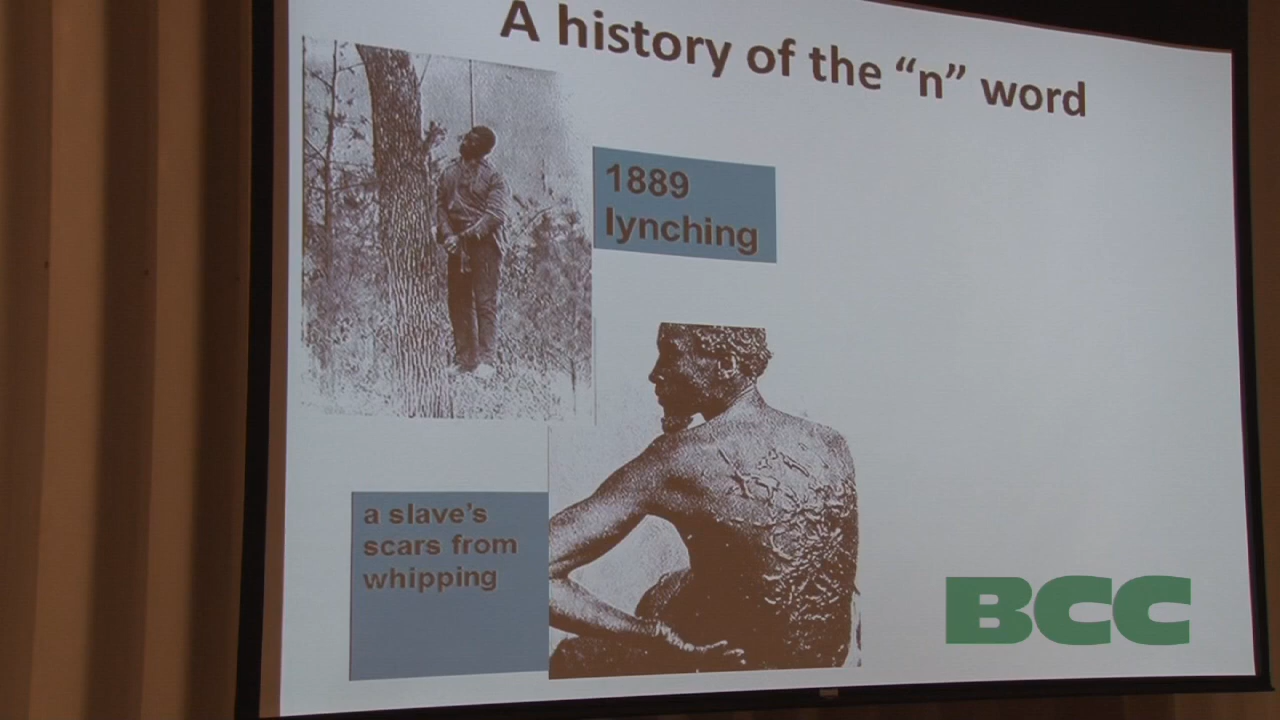 A history of the “n” word
1889
lynching
a slave’s
scars from
whipping
BCC